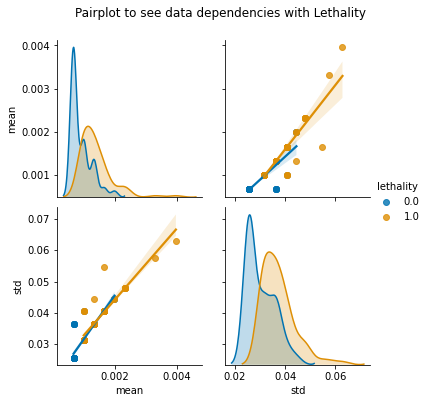 Pairplot to see data dependencies with Lethality
0.004
0.003
0.002
0.001
mean
lethality
0.0
1.0
0.07
0.06
0.05
0.04
0.03
std
0.002 0.004
mean
0.02 0.04 0.06
std